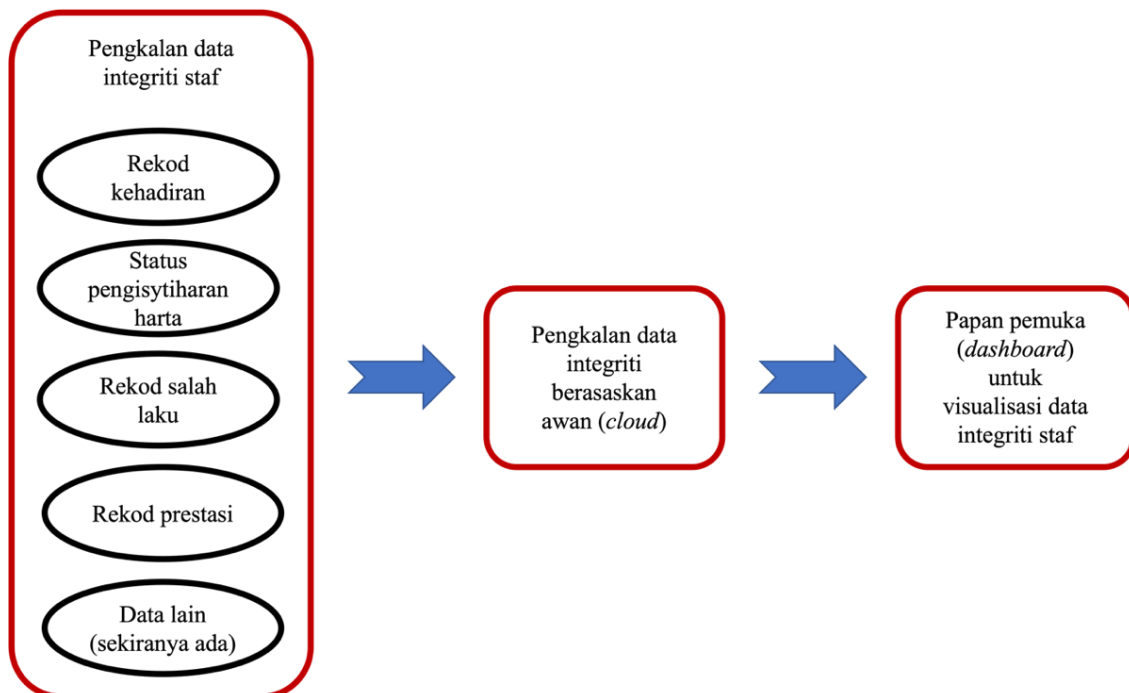 Pengkalan data
integriti staf
Rekod
kehadiran
Status
pengisytiharan
harta
Rekod salah
laku
Rekod prestasi
Data lain
(sekiranya ada)
Pengkalan data
integriti
berasaskan
awan (cloud)
Papan pemuka
(dashboard)
untuk
visualisasi data
integriti staf